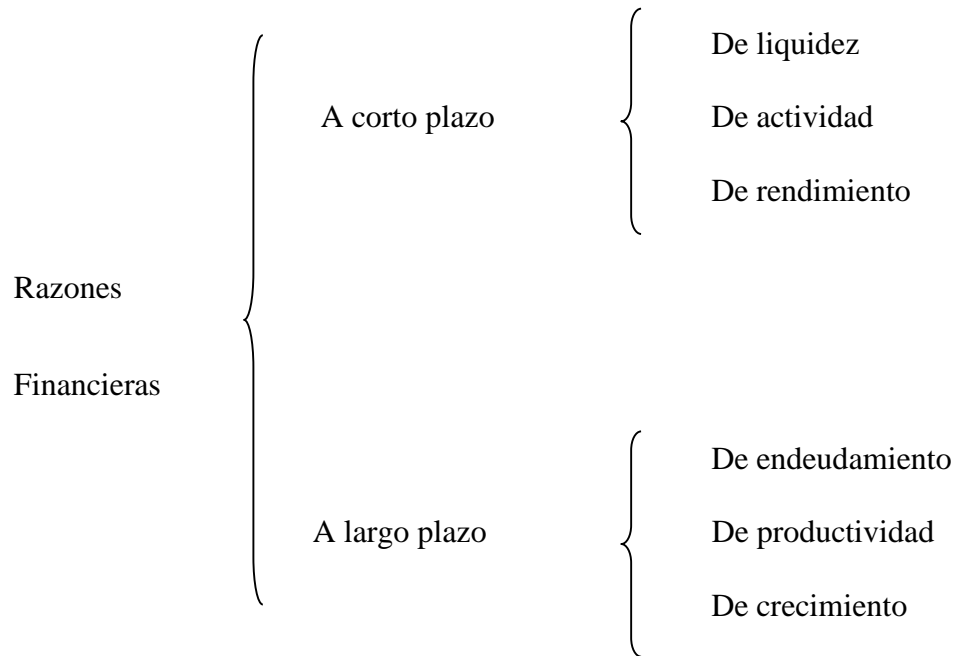 Razones
Financieras
A corto plazo
De liquidez
De actividad
De rendimiento
A largo plazo
De endeudamiento
De productividad
De crecimiento